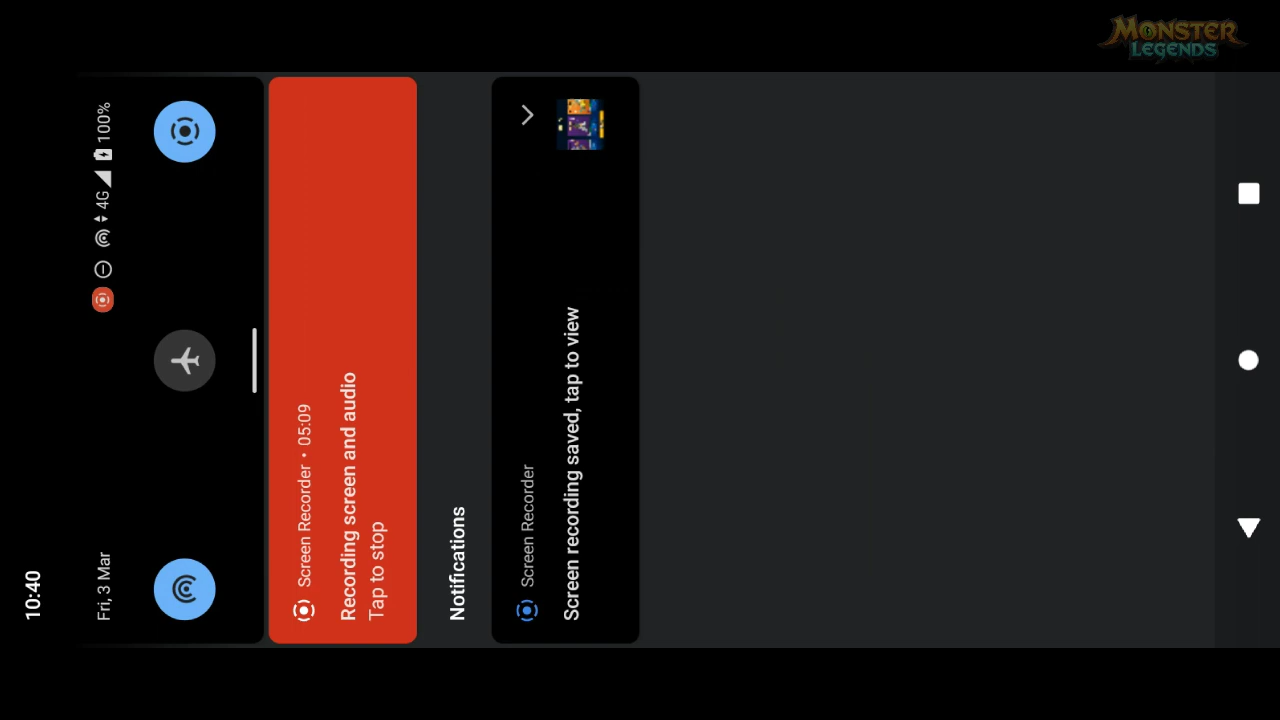 MONSTER
LEGENDS
10:40
Fri, 3 Mar
4G 100%
Screen Recorder • 05:09
Recording screen and audio
Tap to stop
Notifications
Screen Recorder
Screen recording saved, tap to view